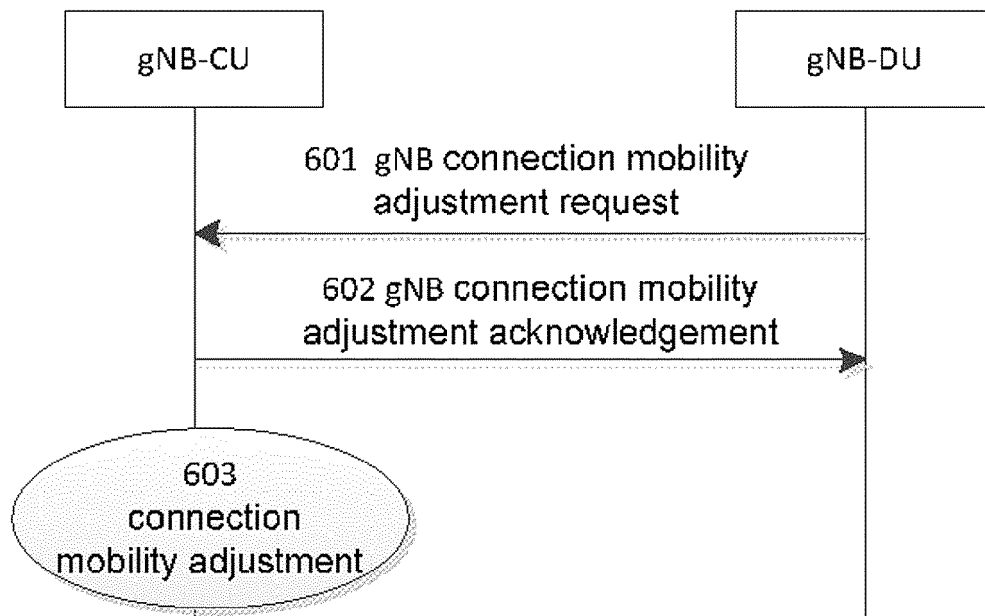 gNB-CU
gNB-DU
601 gNB connection mobility
adjustment request
602 gNB connection mobility
adjustment acknowledgement
603
connection
mobility adjustment